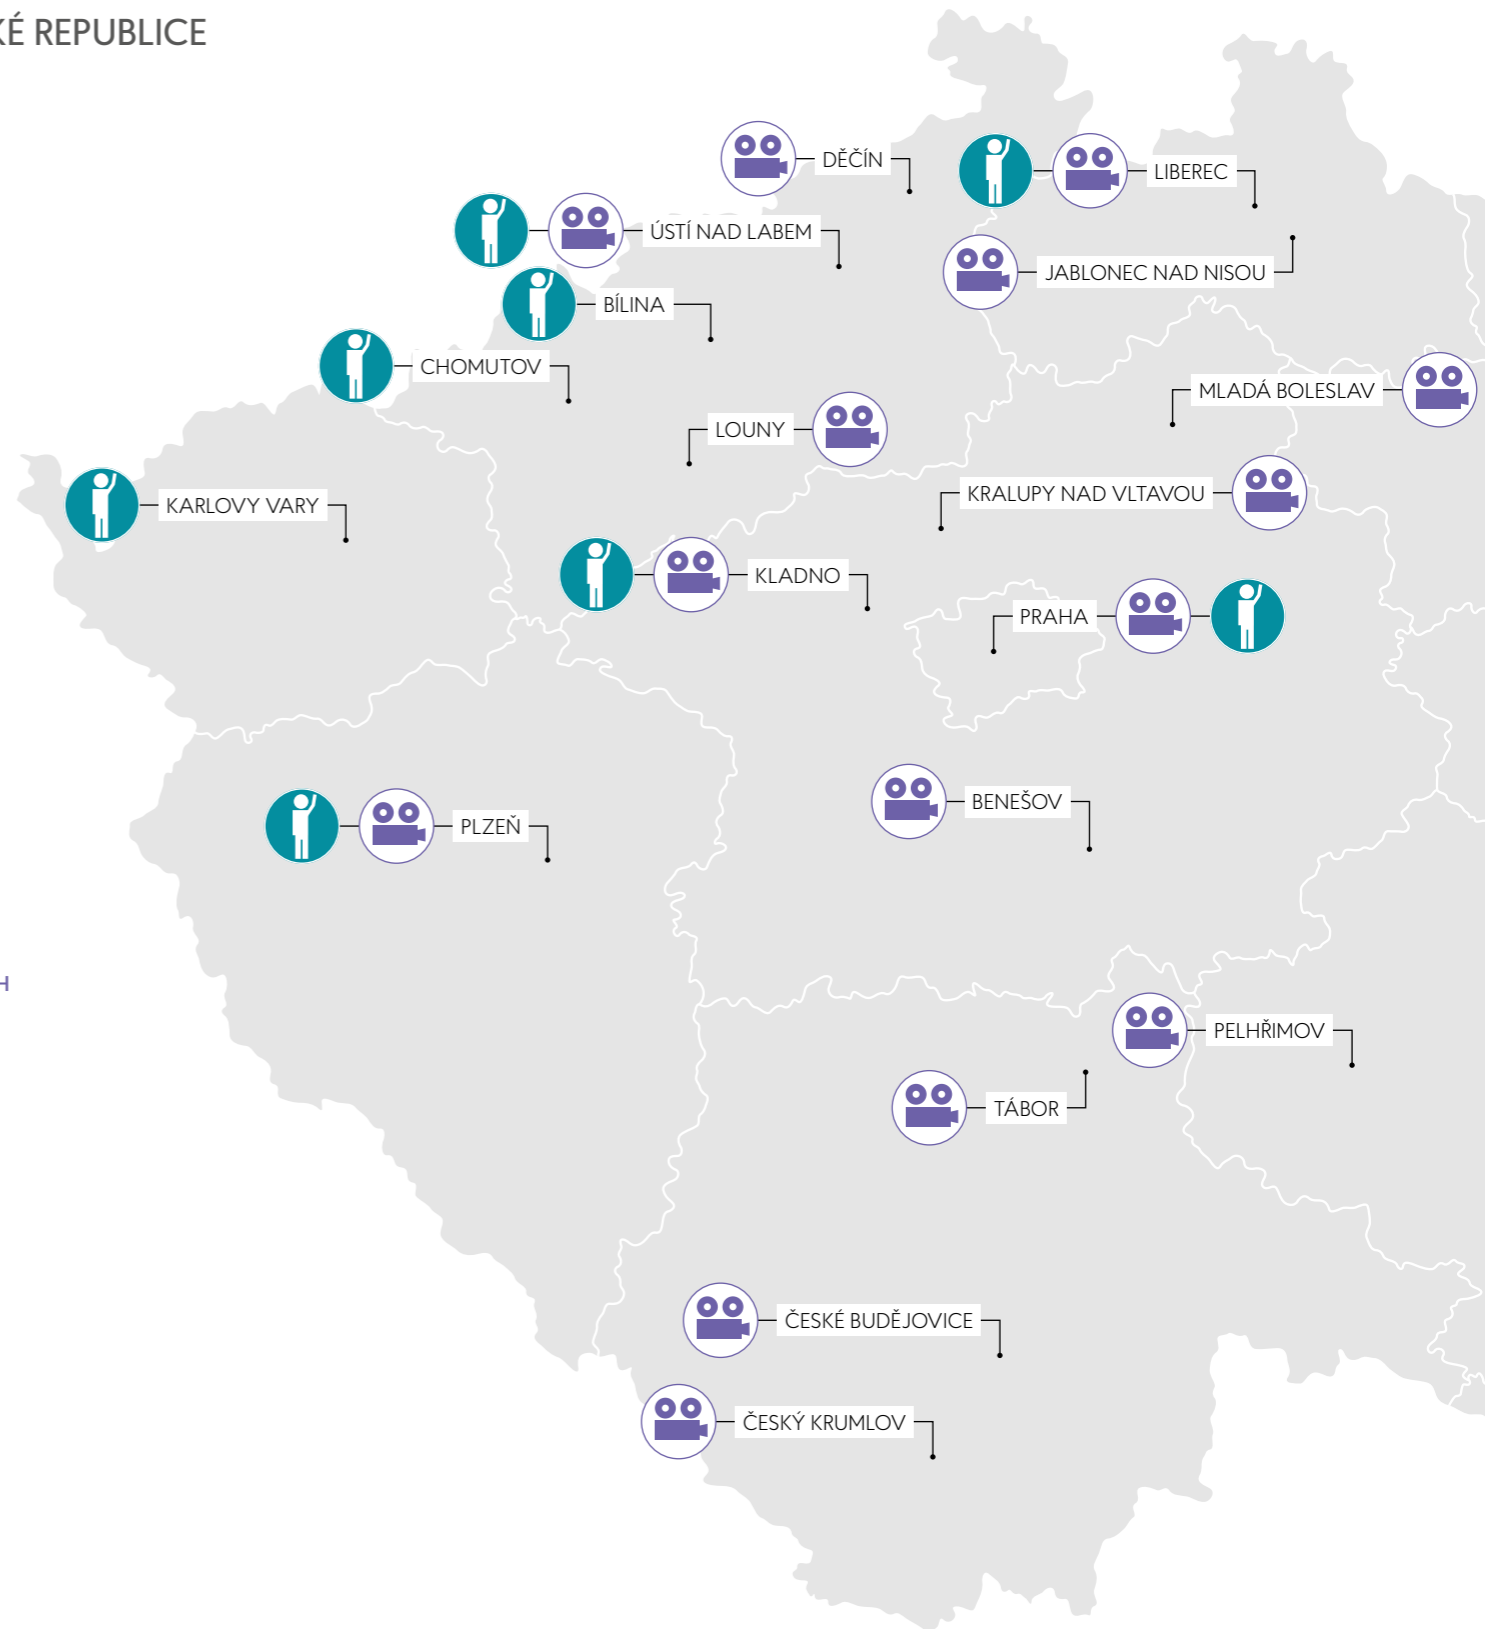 KÉ REPUBLICE
DĚČÍN
LIBEREC
ÚSTÍ NAD LABEM
JABLONEC NAD NISOU
BÍLINA
CHOMUTOV
MLADÁ BOLESLAV
LOUNY
KRALUPY NAD VLTAVOU
KARLOVY VARY
KLADNO
PRAHA
BENEŠOV
PLZEŇ
H
PELHŘIMOV
TÁBOR
ČESKÉ BUDĚJOVICE
ČESKÝ KRUMLOV